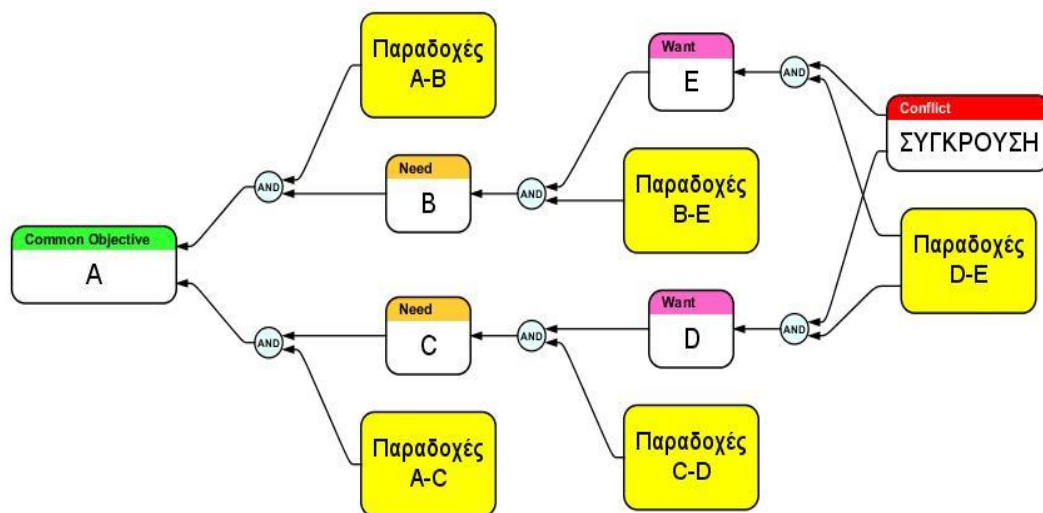 Παραδοχές
A-B
Want
E
AND
Conflict
ΣΥΓΚΡΟΥΣΗ
AND
Need
B
AND
Παραδοχές
B-E
Common Objective
A
Παραδοχές
D-E
Need
C
Want
D
AND
AND
AND
Παραδοχές
A-C
Παραδοχές
C-D